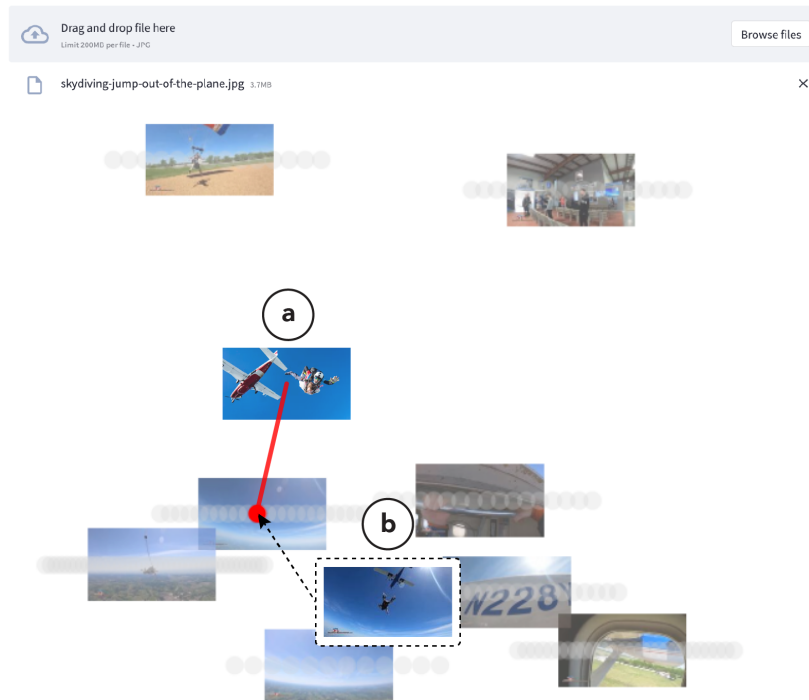 Drag and drop file here
Browse files
Limit 200MB per file • JPG
skydiving-jump-out-of-the-plane.jpg 3.7MB
a
b
N228